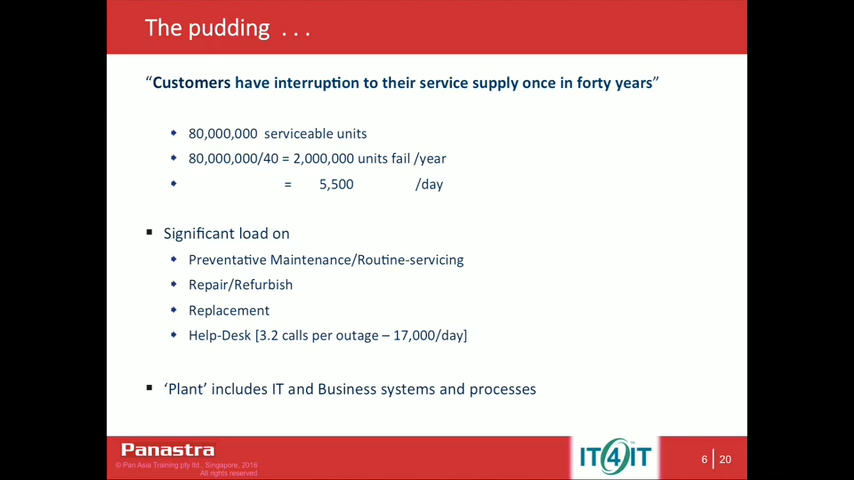 The pudding . . .
“Customers have interruption to their service supply once in forty years”
80,000,000 serviceable units
80,000,000/40 = 2,000,000 units fail /year
= 5,500 /day
Significant load on
Preventative Maintenance/Routine-servicing
Repair/Refurbish
Replacement
Help-Desk [3.2 calls per outage – 17,000/day]
‘Plant’ includes IT and Business systems and processes
Panastra
© Pan Asia Training pty ltd., Singapore, 2016
All rights reserved
IT4IT™
6 | 20